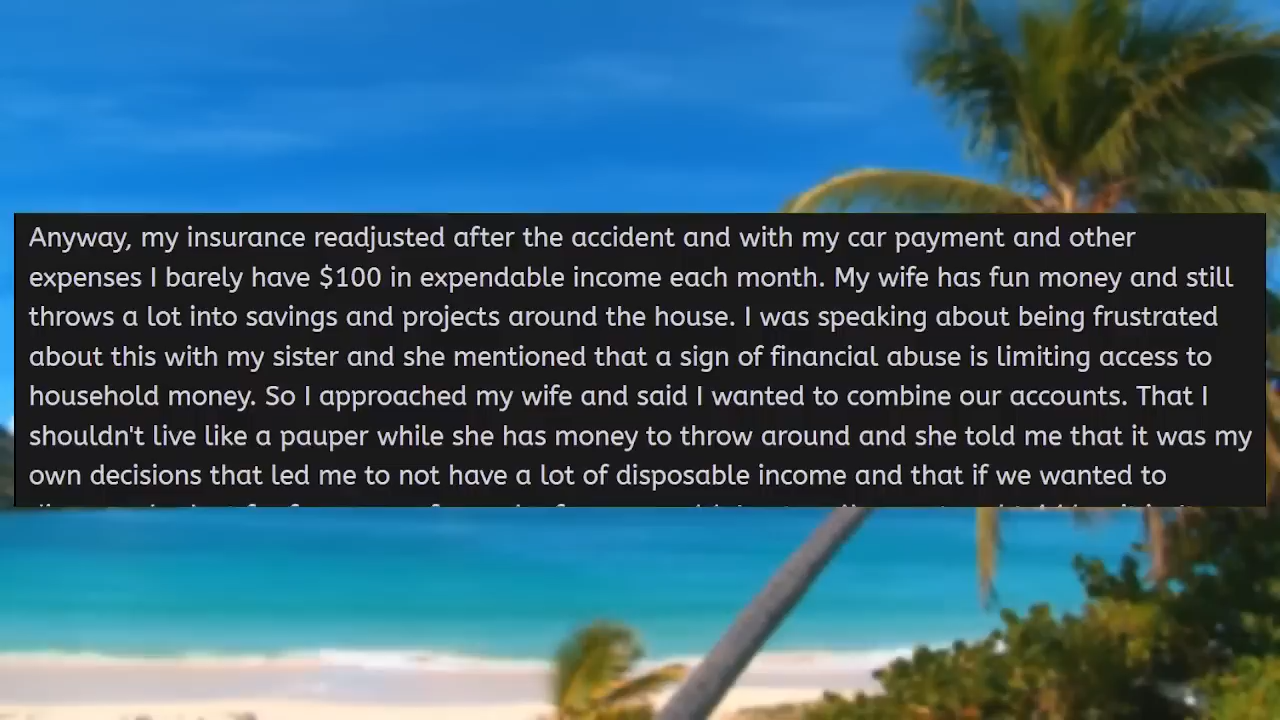 Anyway, my insurance readjusted after the accident and with my car payment and other
expenses I barely have $100 in expendable income each month. My wife has fun money and still
throws a lot into savings and projects around the house. I was speaking about being frustrated
about this with my sister and she mentioned that a sign of financial abuse is limiting access to
household money. So I approached my wife and said I wanted to combine our accounts. That I
shouldn't live like a pauper while she has money to throw around and she told me that it was my
own decisions that led me to not have a lot of disposable income and that if we wanted to